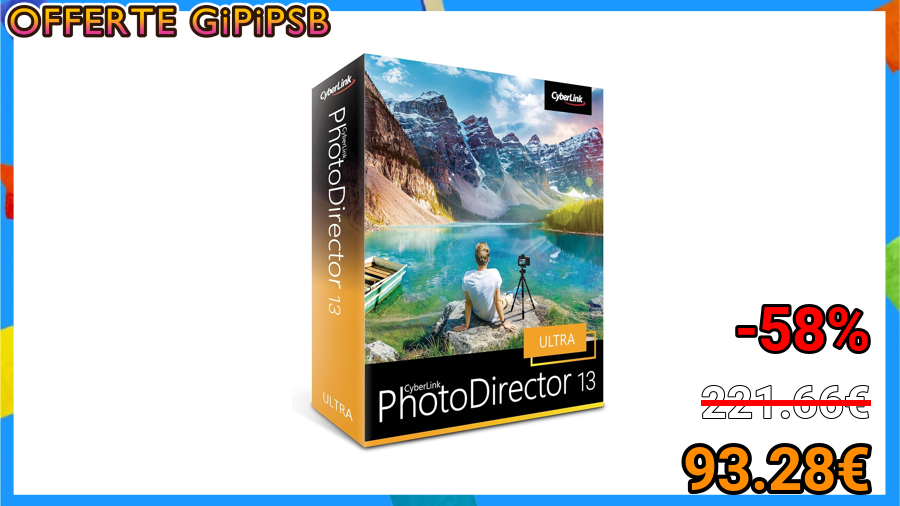 OFFERTE GiPiPSB
CyberLink
CyberLink
PhotoDirector 13
CyberLink
ULTRA
ULTRA
CyberLink
PhotoDirector 13
-58%
221.66€
93.28€